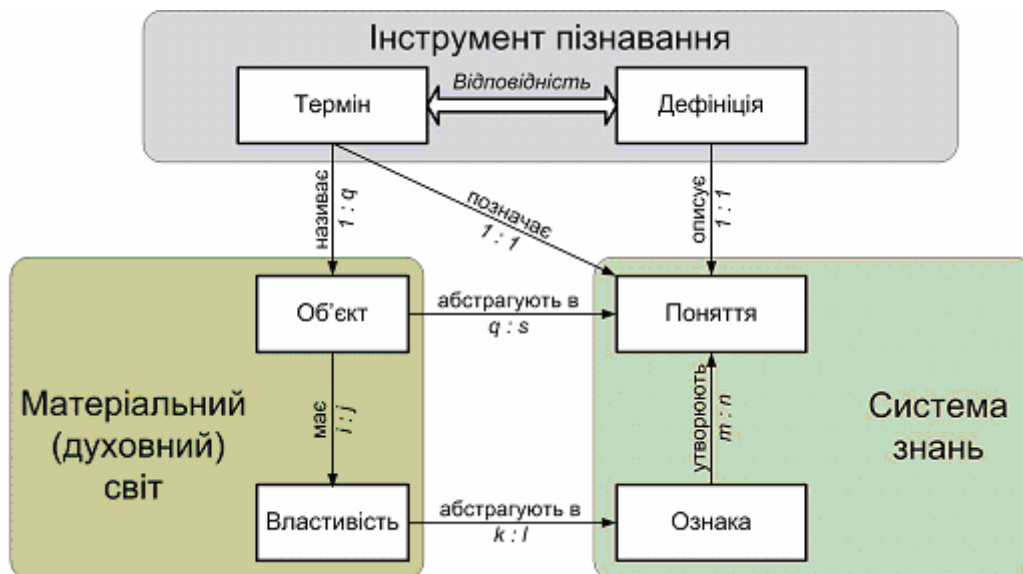 Інструмент пізнавання
Відповідність
Термін
Дефініція
називає
1 : q
позначає
1 : 1
описує
1 : 1
Об'єкт
абстрагують в
q : s
Поняття
Матеріальний
(духовний)
світ
має
i : j
утворюють
m : n
Система
знань
Властивість
абстрагують в
k : l
Ознака